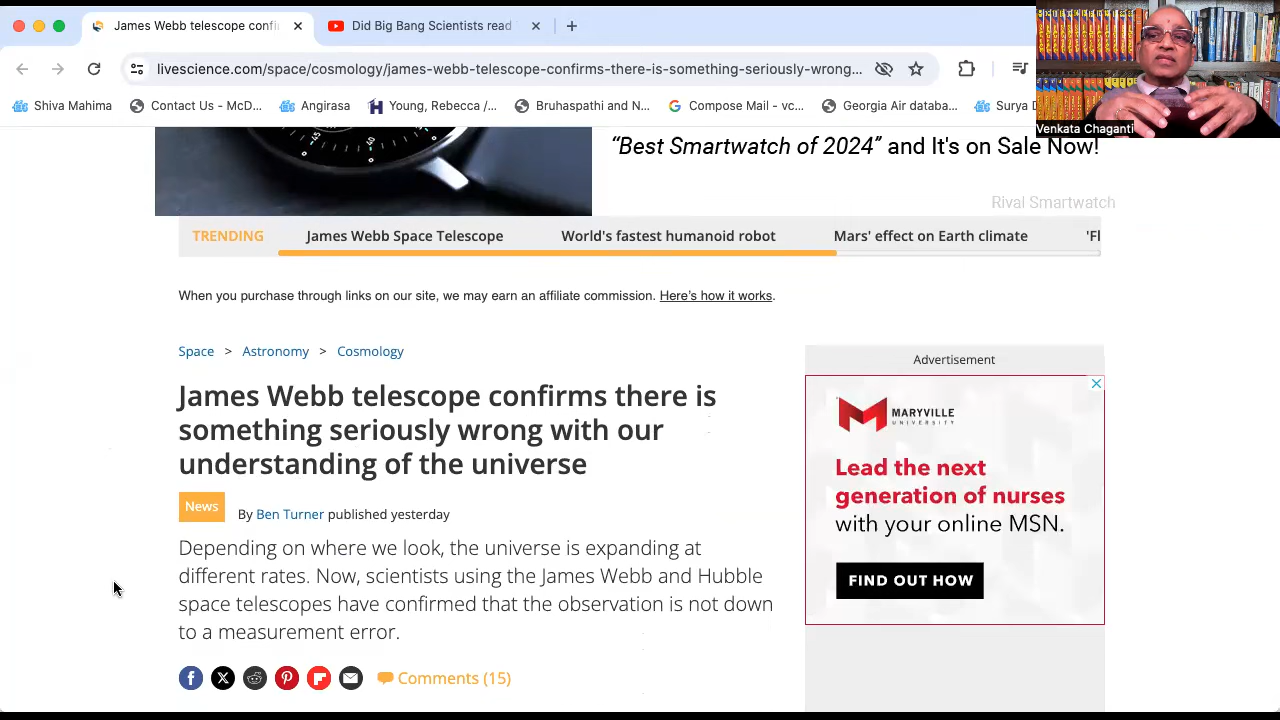 James Webb telescope confi
Did Big Bang Scientists read
livescience.com/space/cosmology/james-webb-telescope-confirms-there-is-something-seriously-wrong...
Shiva Mahima
Contact Us - McD...
Angirasa
Young, Rebecca /...
Bruhaspathi and N...
Compose Mail - vc...
Georgia Air databa...
Surya D
Venkata Chaganti
“Best Smartwatch of 2024” and It's on Sale Now!
Rival Smartwatch
TRENDING
James Webb Space Telescope
World's fastest humanoid robot
Mars' effect on Earth climate
'Fl
When you purchase through links on our site, we may earn an affiliate commission. Here’s how it works.
Space > Astronomy > Cosmology
James Webb telescope confirms there is
something seriously wrong with our
understanding of the universe
News
By Ben Turner published yesterday
Depending on where we look, the universe is expanding at
different rates. Now, scientists using the James Webb and Hubble
space telescopes have confirmed that the observation is not down
to a measurement error.
Comments (15)
Advertisement
MARYVILLE
UNIVERSITY
Lead the next
generation of nurses
with your online MSN.
FIND OUT HOW